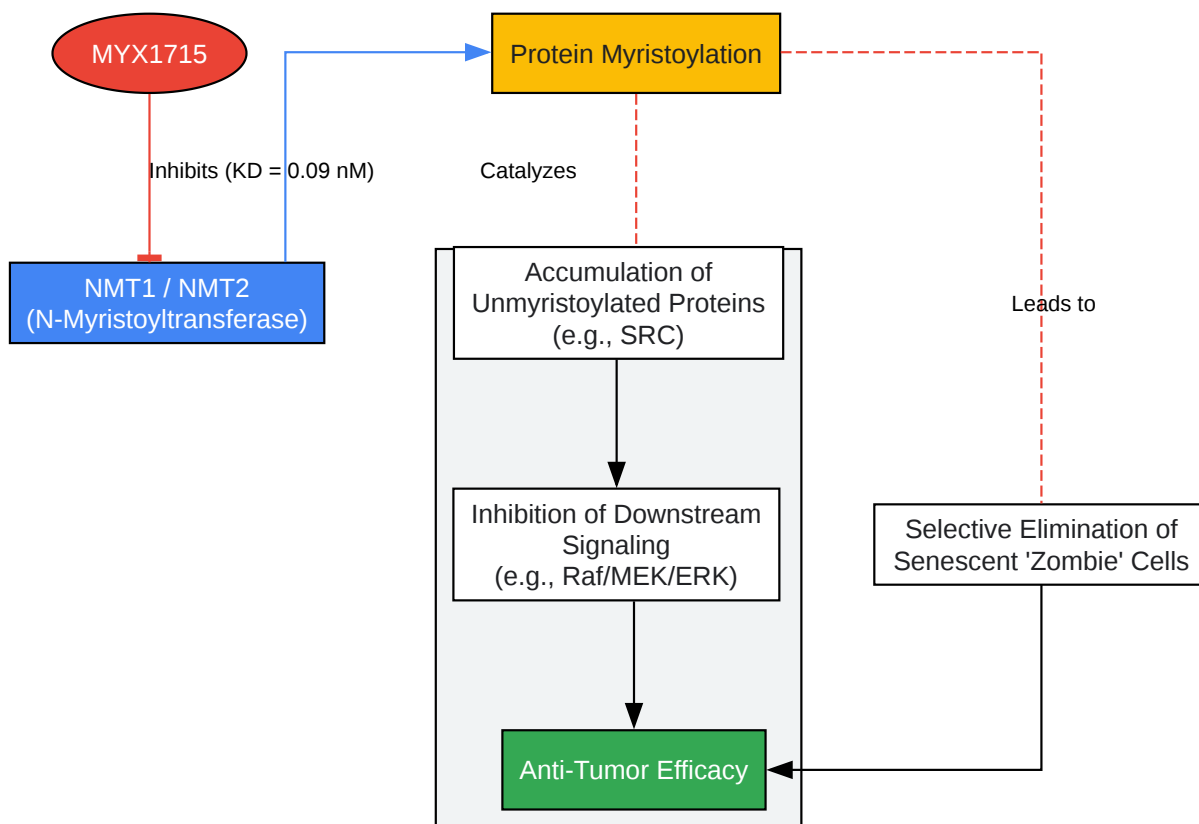 MYX1715
Protein Myristoylation
Inhibits (KD = 0.09 nM)
Catalyzes
NMT1 / NMT2
(N-Myristoyltransferase)
Accumulation of
Unmyristoylated Proteins
(e.g., SRC)
Leads to
Inhibition of Downstream
Signaling
(e.g., Raf/MEK/ERK)
Selective Elimination of
Senescent 'Zombie' Cells
Anti-Tumor Efficacy